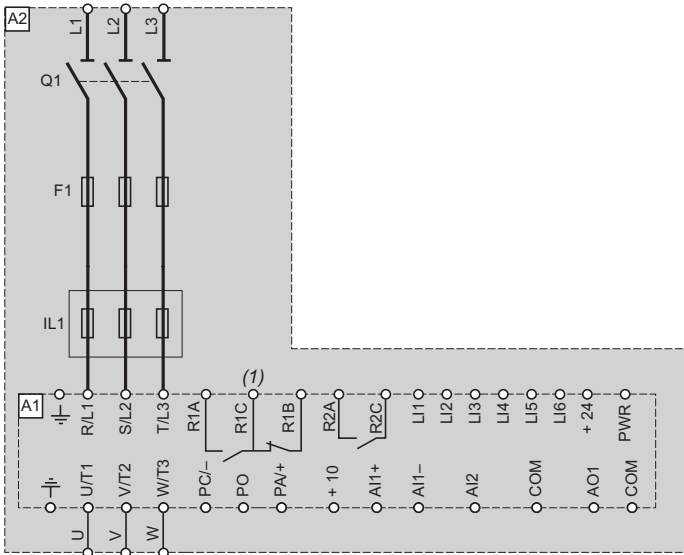 A2
L1 L2 L3
Q1
F1
IL1
(1)
A1
R/L1 S/L2 T/L3 R1A R1C R1B R2A R2C LI1 LI2 LI3 LI4 LI5 LI6 + 24 PWR
U/T1 V/T2 W/T3 PC/– PO PA/+ + 10 AI1+ AI1– AI2 COM AO1 COM
U V W